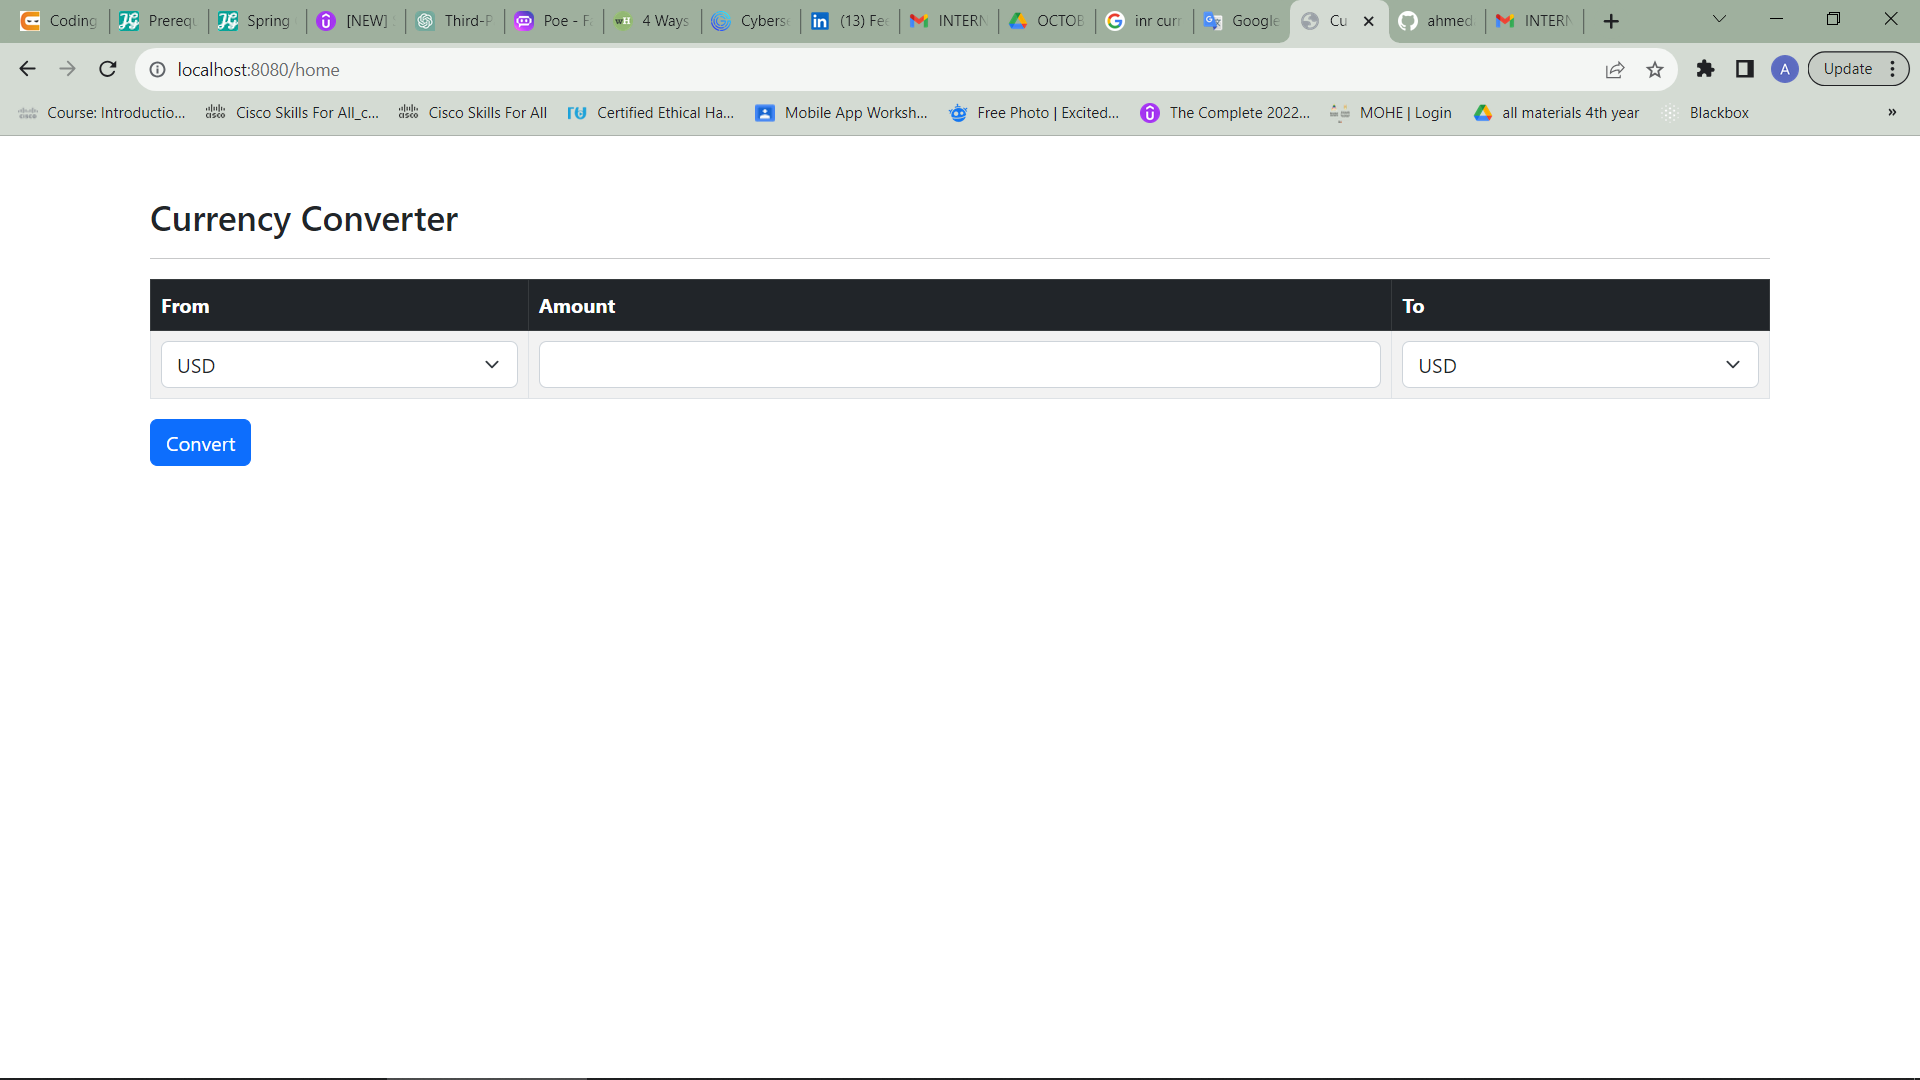 Coding Prerequ Spring [NEW] Third-P Poe - Fa 4 Ways Cyberse (13) Fee INTERN OCTOB inr curr Google Cu ahmed INTERN
localhost:8080/home A Update
Course: Introductio... Cisco Skills For All_c... Cisco Skills For All Certified Ethical Ha... Mobile App Worksh... Free Photo | Excited... The Complete 2022... MOHE | Login all materials 4th year Blackbox »
Currency Converter
From Amount To
USD USD
Convert